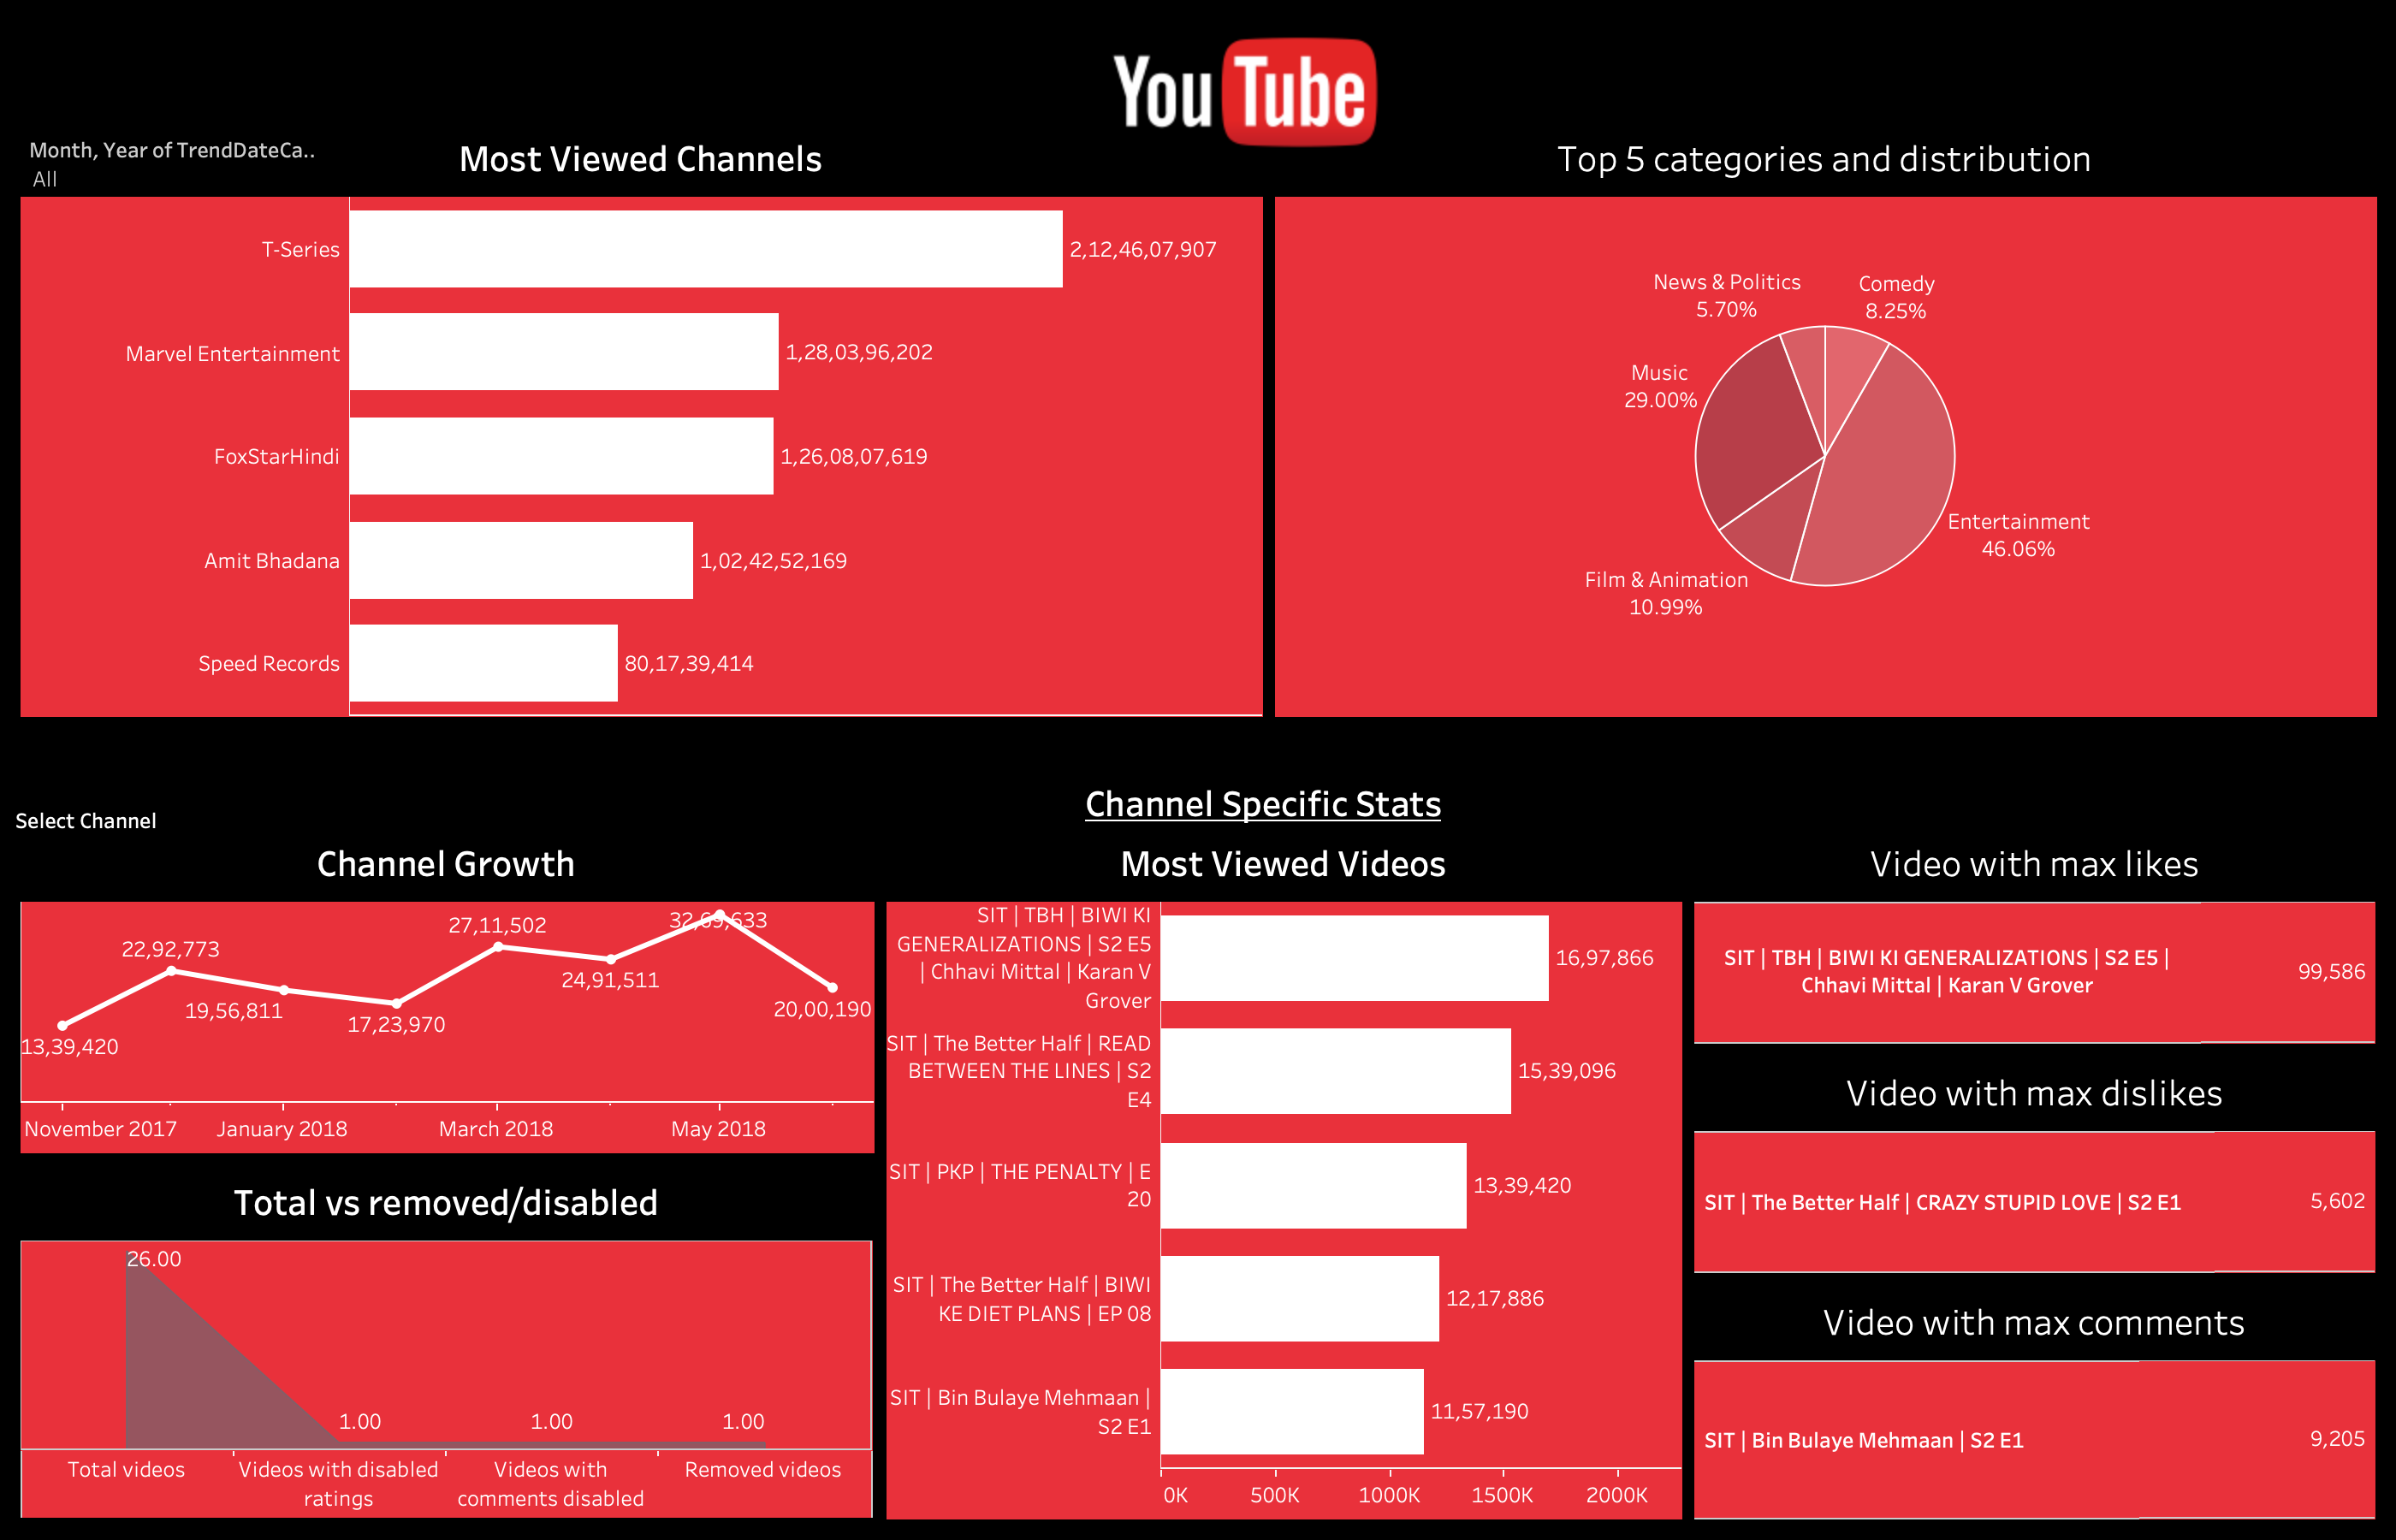 YouTube
Month, Year of TrendDateCa..
All
Most Viewed Channels
T-Series
2,12,46,07,907
Marvel Entertainment
1,28,03,96,202
FoxStarHindi
1,26,08,07,619
Amit Bhadana
1,02,42,52,169
Speed Records
80,17,39,414
Top 5 categories and distribution
News & Politics
5.70%
Comedy
8.25%
Music
29.00%
Entertainment
46.06%
Film & Animation
10.99%
Channel Specific Stats
Select Channel
Channel Growth
13,39,420
22,92,773
19,56,811
17,23,970
27,11,502
24,91,511
32,69,633
20,00,190
November 2017
January 2018
March 2018
May 2018
Total vs removed/disabled
26.00
1.00
1.00
1.00
Total videos
Videos with disabled
ratings
Videos with
comments disabled
Removed videos
Most Viewed Videos
SIT | TBH | BIWI KI
GENERALIZATIONS | S2 E5
| Chhavi Mittal | Karan V
Grover
16,97,866
SIT | The Better Half | READ
BETWEEN THE LINES | S2
E4
15,39,096
SIT | PKP | THE PENALTY | E
20
13,39,420
SIT | The Better Half | BIWI
KE DIET PLANS | EP 08
12,17,886
SIT | Bin Bulaye Mehmaan |
S2 E1
11,57,190
0K
500K
1000K
1500K
2000K
Video with max likes
SIT | TBH | BIWI KI GENERALIZATIONS | S2 E5 |
Chhavi Mittal | Karan V Grover
99,586
Video with max dislikes
SIT | The Better Half | CRAZY STUPID LOVE | S2 E1
5,602
Video with max comments
SIT | Bin Bulaye Mehmaan | S2 E1
9,205